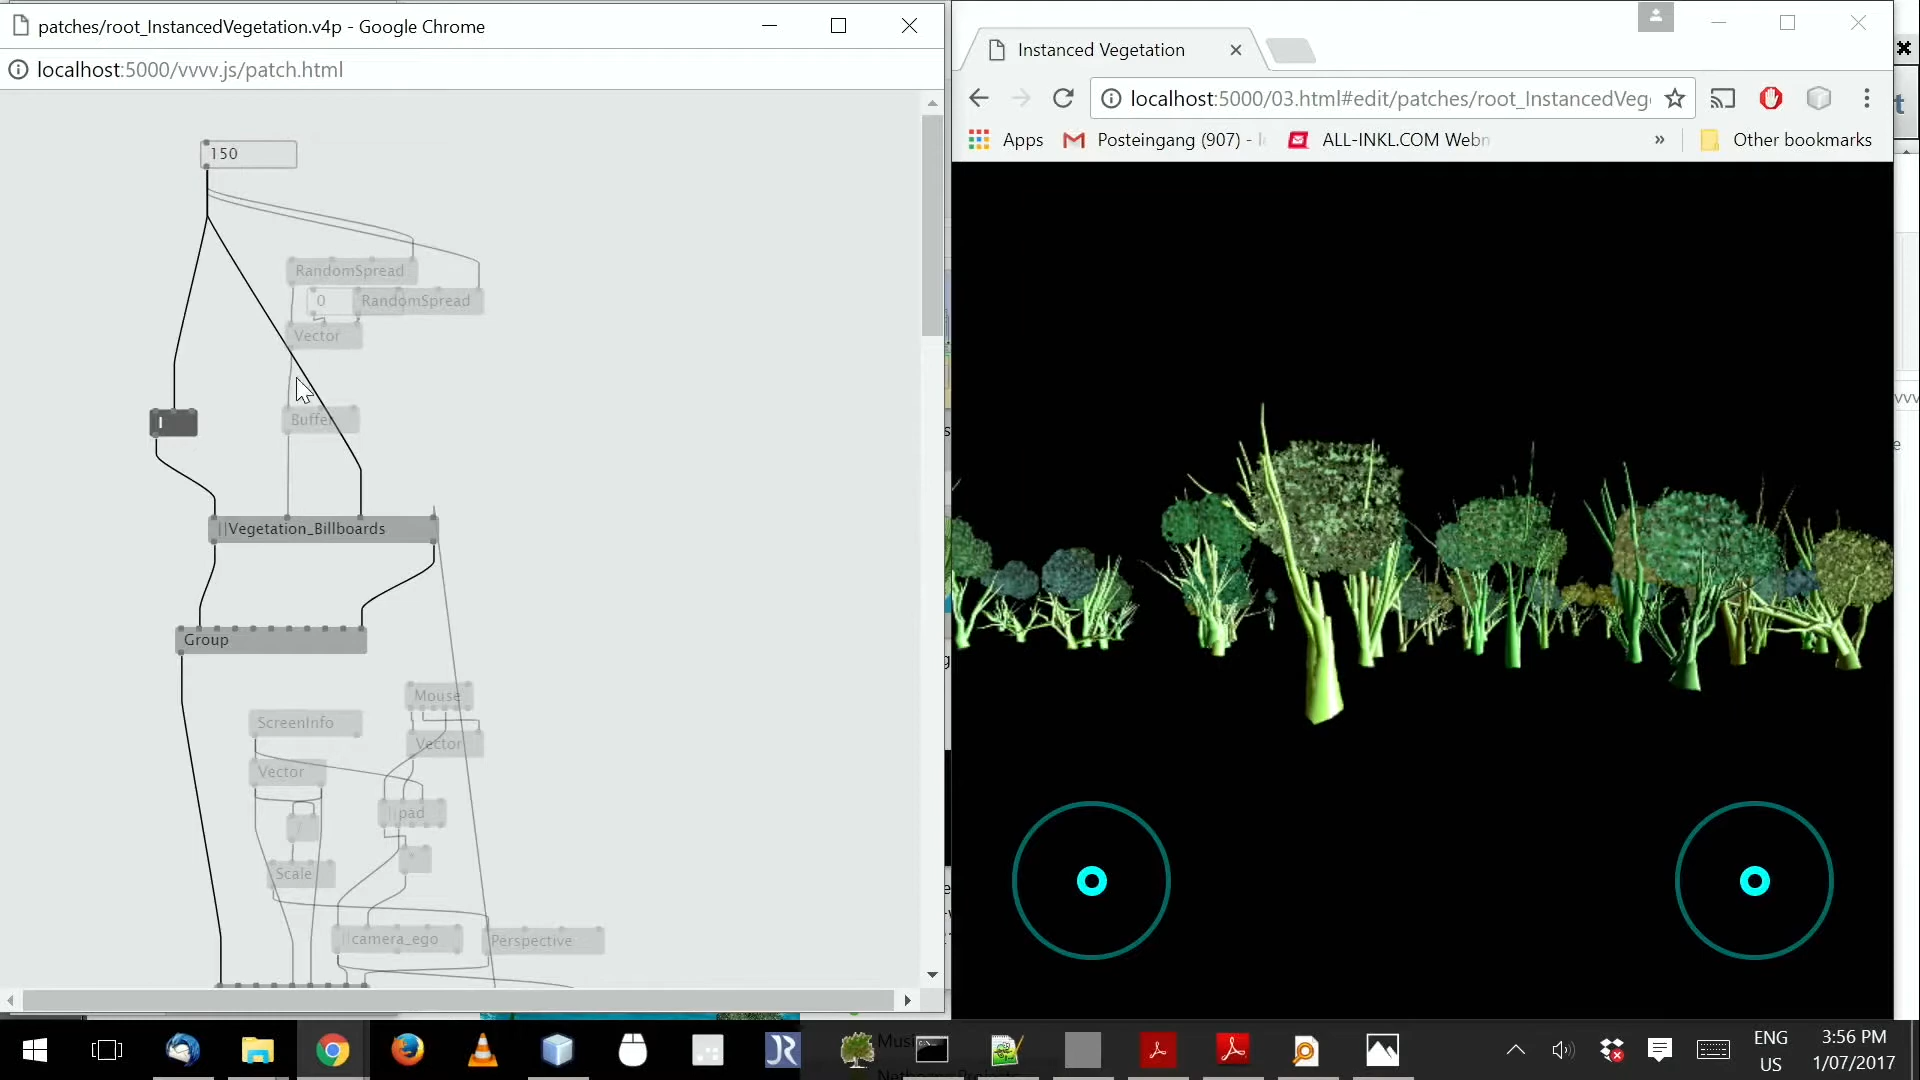 patches/root_InstancedVegetation.v4p - Google Chrome
localhost:5000/vvvv.js/patch.html
150
RandomSpread
0
RandomSpread
Vector
I
Buffer
||Vegetation_Billboards
Group
Mouse
ScreenInfo
Vector
Vector
||pad
/
*
Scale
||camera_ego
Perspective
Instanced Vegetation
localhost:5000/03.html#edit/patches/root_InstancedVeg
Apps
Posteingang (907) -
ALL-INKL.COM Webn
»
Other bookmarks
ENG
US
3:56 PM
1/07/2017